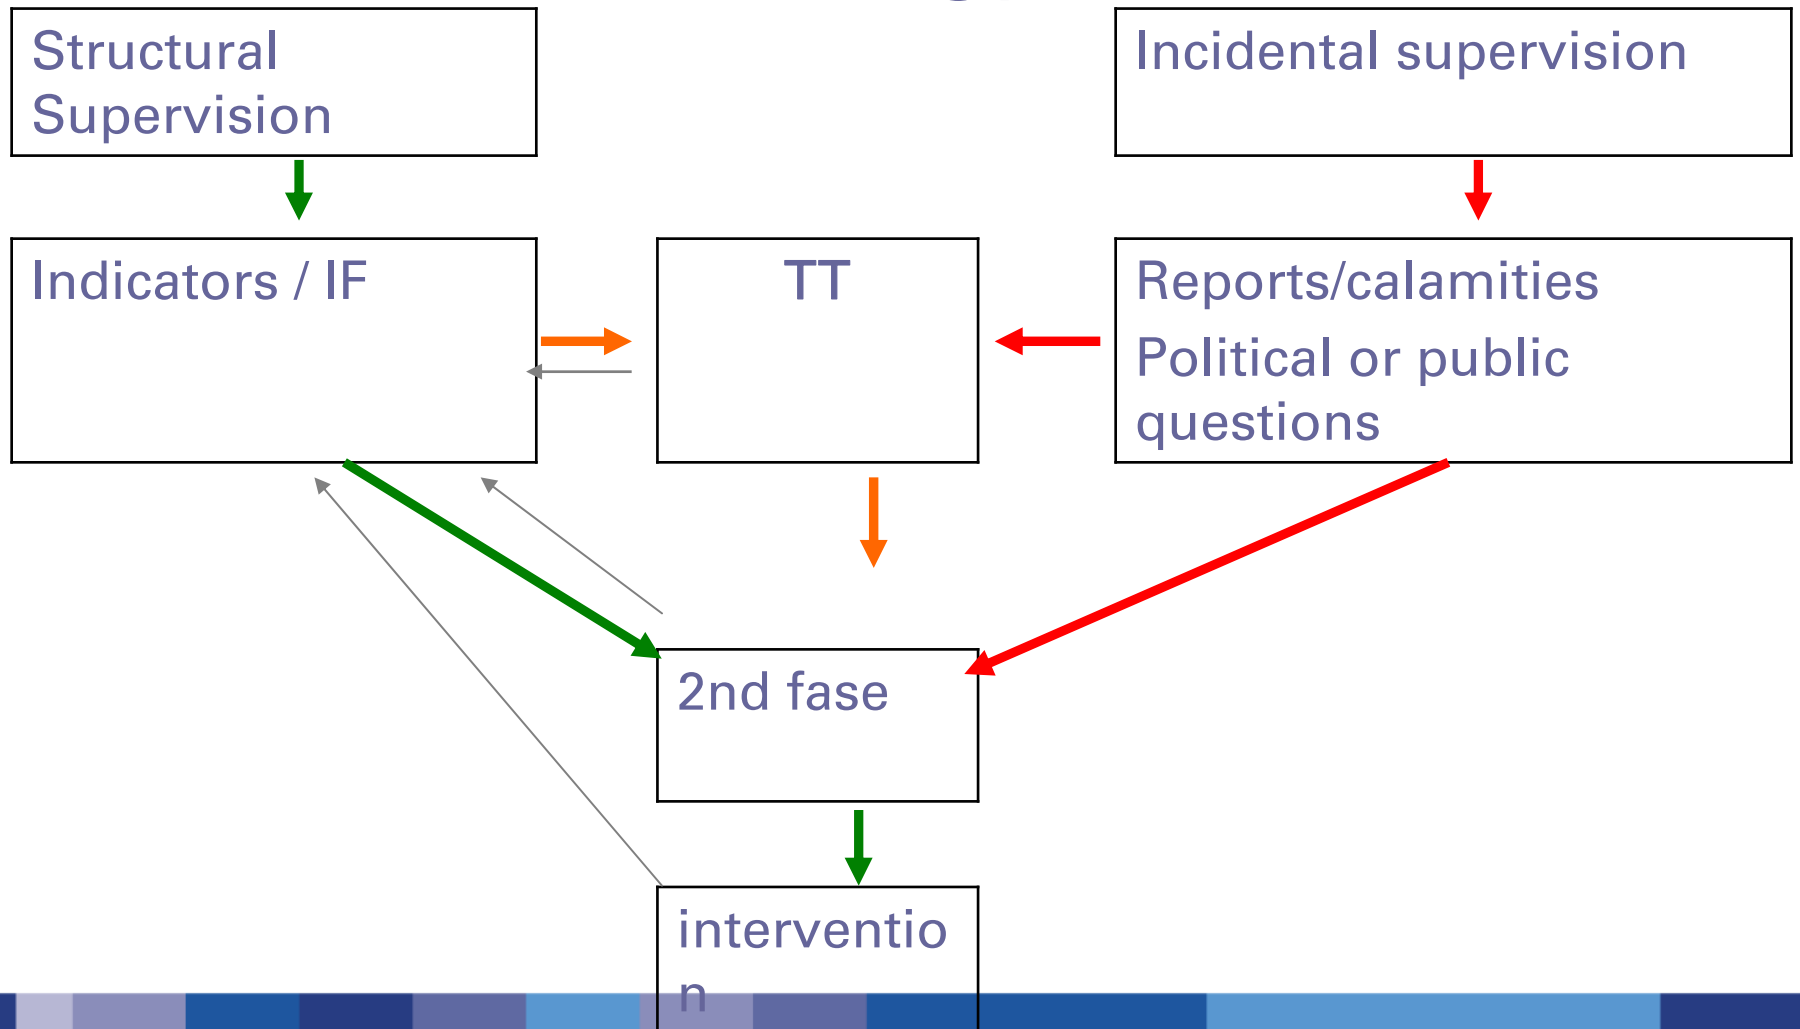 Structural
Supervision
Incidental supervision
Indicators / IF
TT
Reports/calamities
Political or public
questions
2nd fase
interventio
n